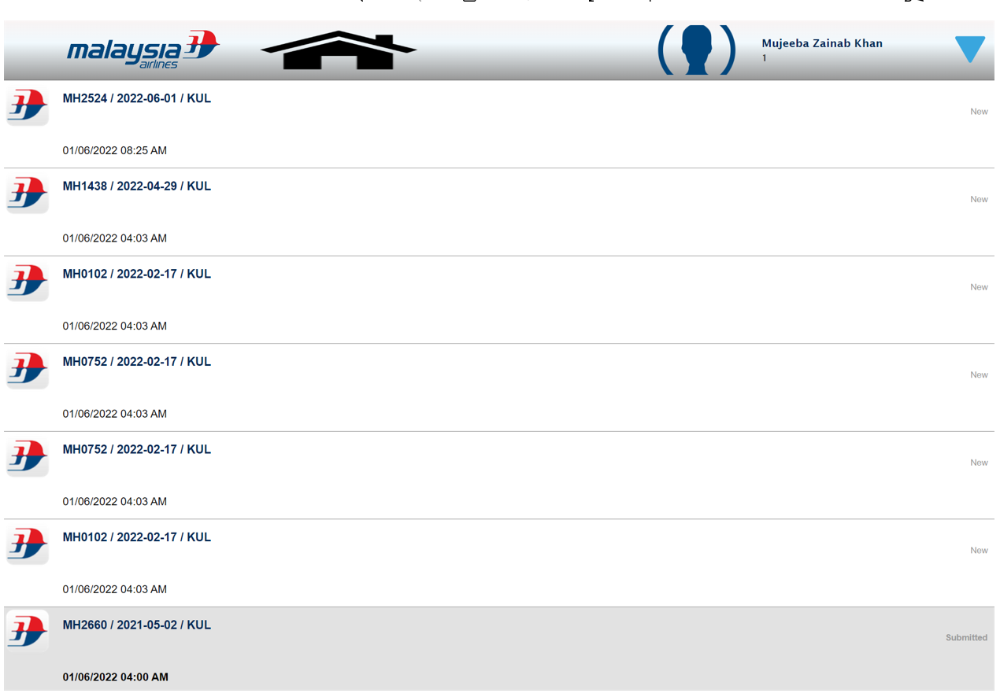 malaysia
airlines
Mujeeba Zainab Khan
1
MH2524 / 2022-06-01 / KUL
New
01/06/2022 08:25 AM
MH1438 / 2022-04-29 / KUL
New
01/06/2022 04:03 AM
MH0102 / 2022-02-17 / KUL
New
01/06/2022 04:03 AM
MH0752 / 2022-02-17 / KUL
New
01/06/2022 04:03 AM
MH0752 / 2022-02-17 / KUL
New
01/06/2022 04:03 AM
MH0102 / 2022-02-17 / KUL
New
01/06/2022 04:03 AM
MH2660 / 2021-05-02 / KUL
Submitted
01/06/2022 04:00 AM